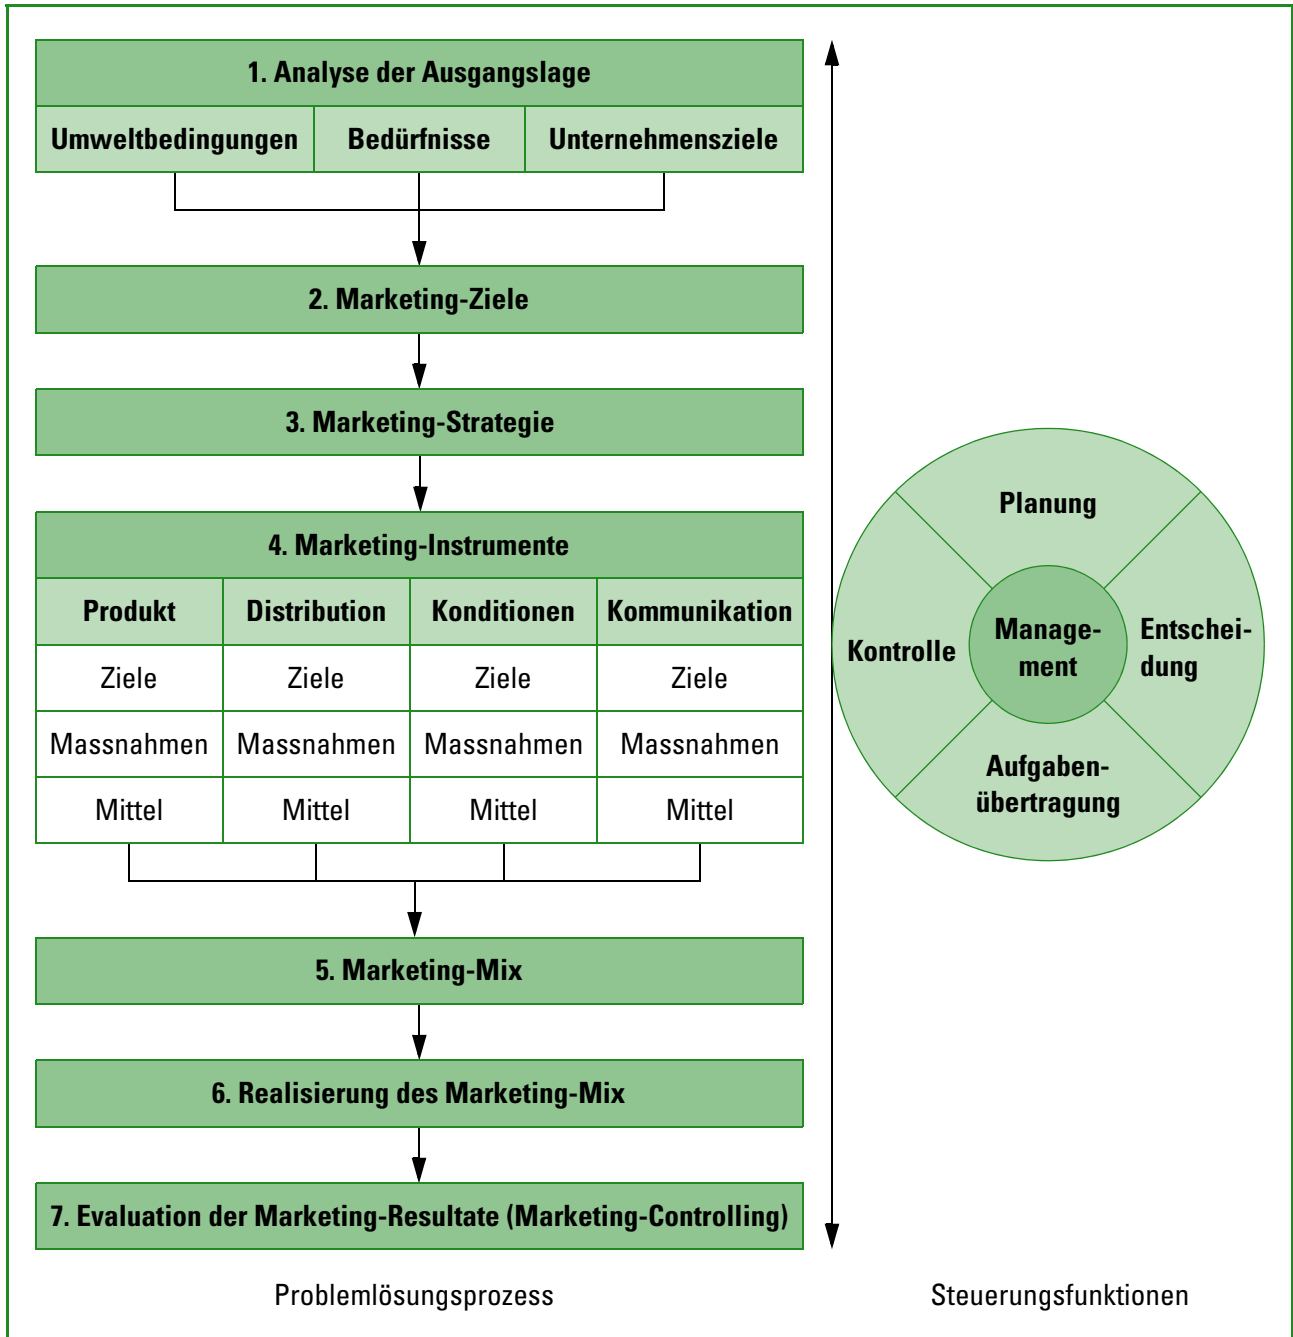 1. Analyse der Ausgangslage
Umweltbedingungen Bedürfnisse Unternehmensziele
2. Marketing-Ziele
3. Marketing-Strategie
4. Marketing-Instrumente
Produkt Distribution Konditionen Kommunikation
Ziele Ziele Ziele Ziele
Massnahmen Massnahmen Massnahmen Massnahmen
Mittel Mittel Mittel Mittel
5. Marketing-Mix
6. Realisierung des Marketing-Mix
7. Evaluation der Marketing-Resultate (Marketing-Controlling)
Problemlösungsprozess
Planung
Kontrolle
Manage-
ment
Entschei-
dung
Aufgaben-
übertragung
Steuerungsfunktionen